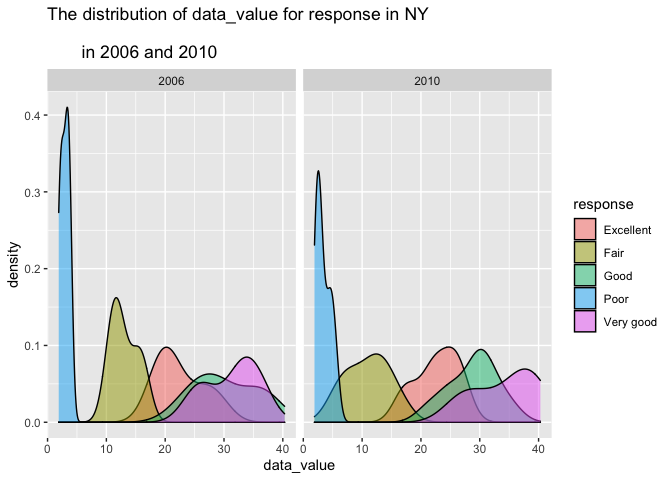 The distribution of data_value for response in NY
in 2006 and 2010
2006
2010
0.4
0.3
0.2
0.1
0.0
density
0 10 20 30 40
0 10 20 30 40
data_value
response
Excellent
Fair
Good
Poor
Very good